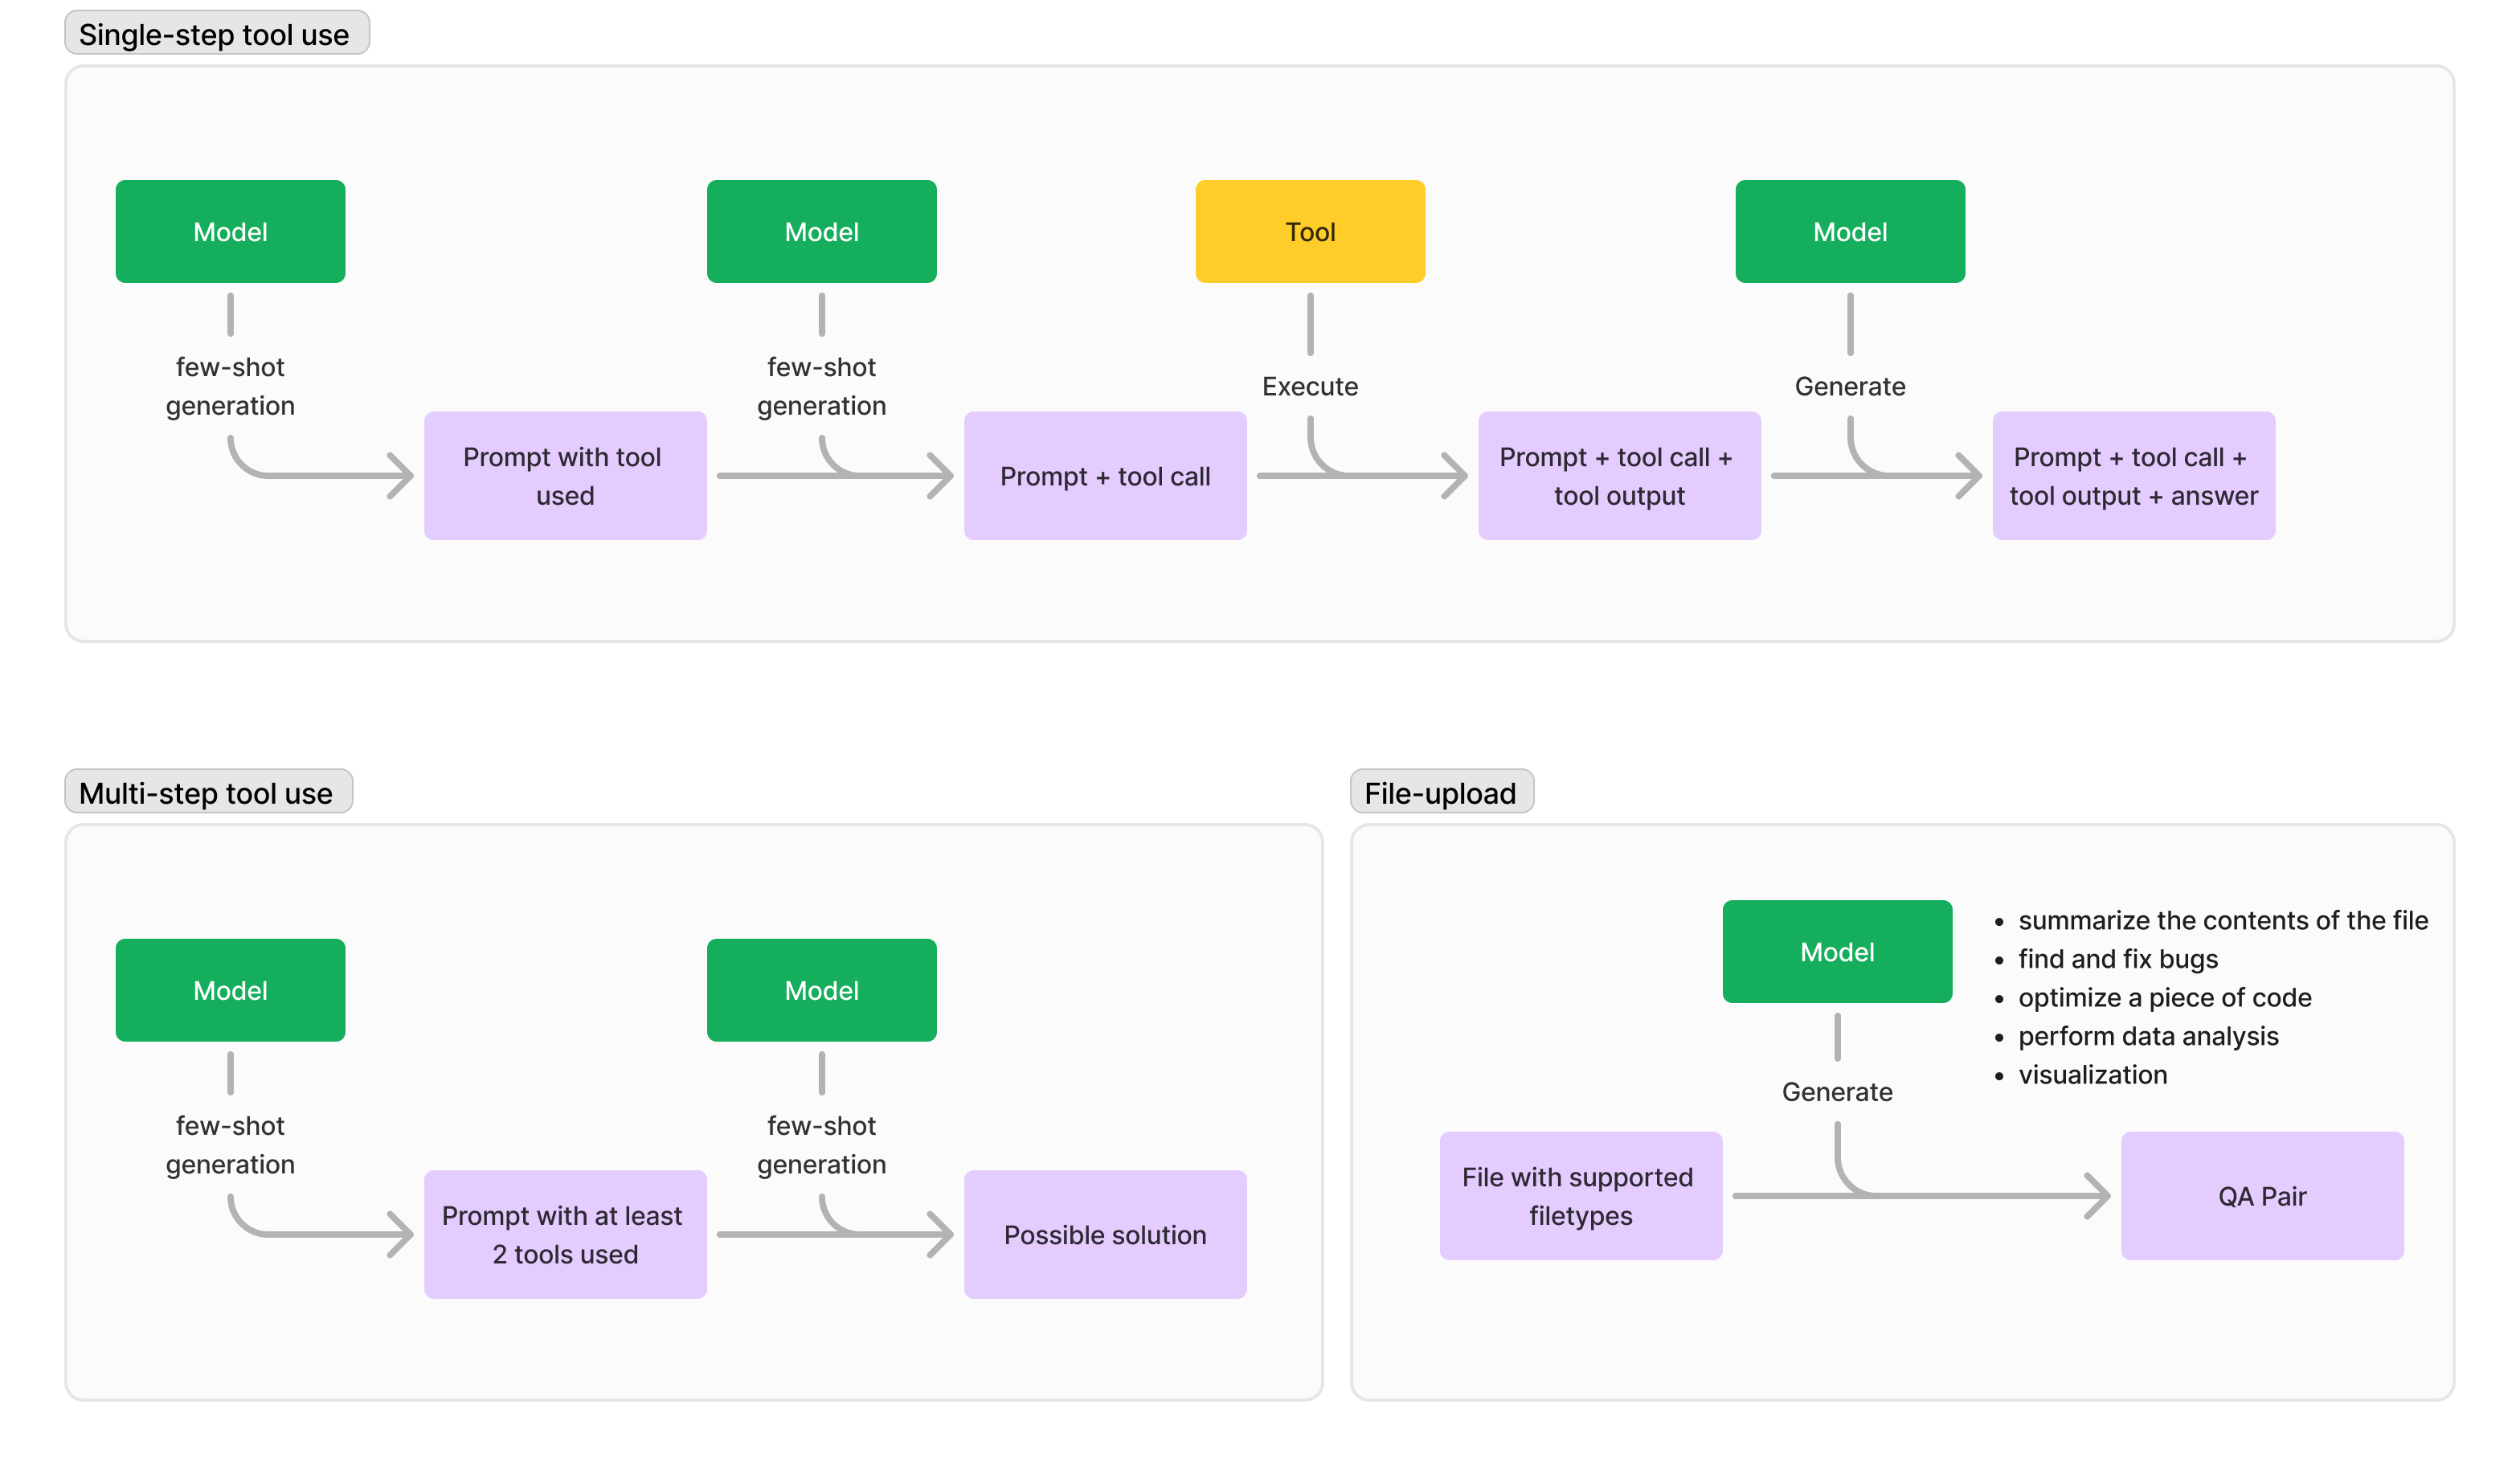 Single-step tool use
Model
Model
Tool
Model
few-shot
generation
few-shot
generation
Execute
Generate
Prompt with tool
used
Prompt + tool call
Prompt + tool call +
tool output
Prompt + tool call +
tool output + answer
Multi-step tool use
Model
Model
few-shot
generation
few-shot
generation
Prompt with at least
2 tools used
Possible solution
File-upload
Model
• summarize the contents of the file
• find and fix bugs
• optimize a piece of code
• perform data analysis
• visualization
Generate
File with supported
filetypes
QA Pair